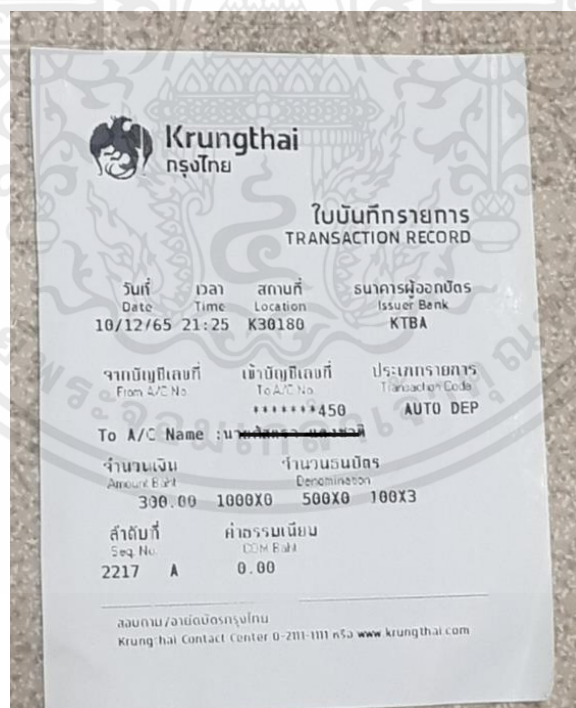 Krungthai
กรุงไทย
ใบบันทึกรายการ
TRANSACTION RECORD
วันที่ เวลา สถานที่ ธนาคารผู้ออกบัตร
Date Time Location Issuer Bank
10/12/65 21:25 K30180 KTBA
จากบัญชีเลขที่ เข้าบัญชีเลขที่ ประเภทรายการ
From A/C No. To A/C No. Transaction Code
*******450 AUTO DEP
To A/C Name :
จำนวนเงิน จำนวนธนบัตร
Amount Baht Denomination
300.00 1000X0 500X0 100X3
ลำดับที่ ค่าธรรมเนียม
Seq. No. COM Baht
2217 A 0.00
สอบถาม/อายัดบัตรกรุงไทย
Krungthai Contact Center 0-2111-1111 หรือ www.krungthai.com